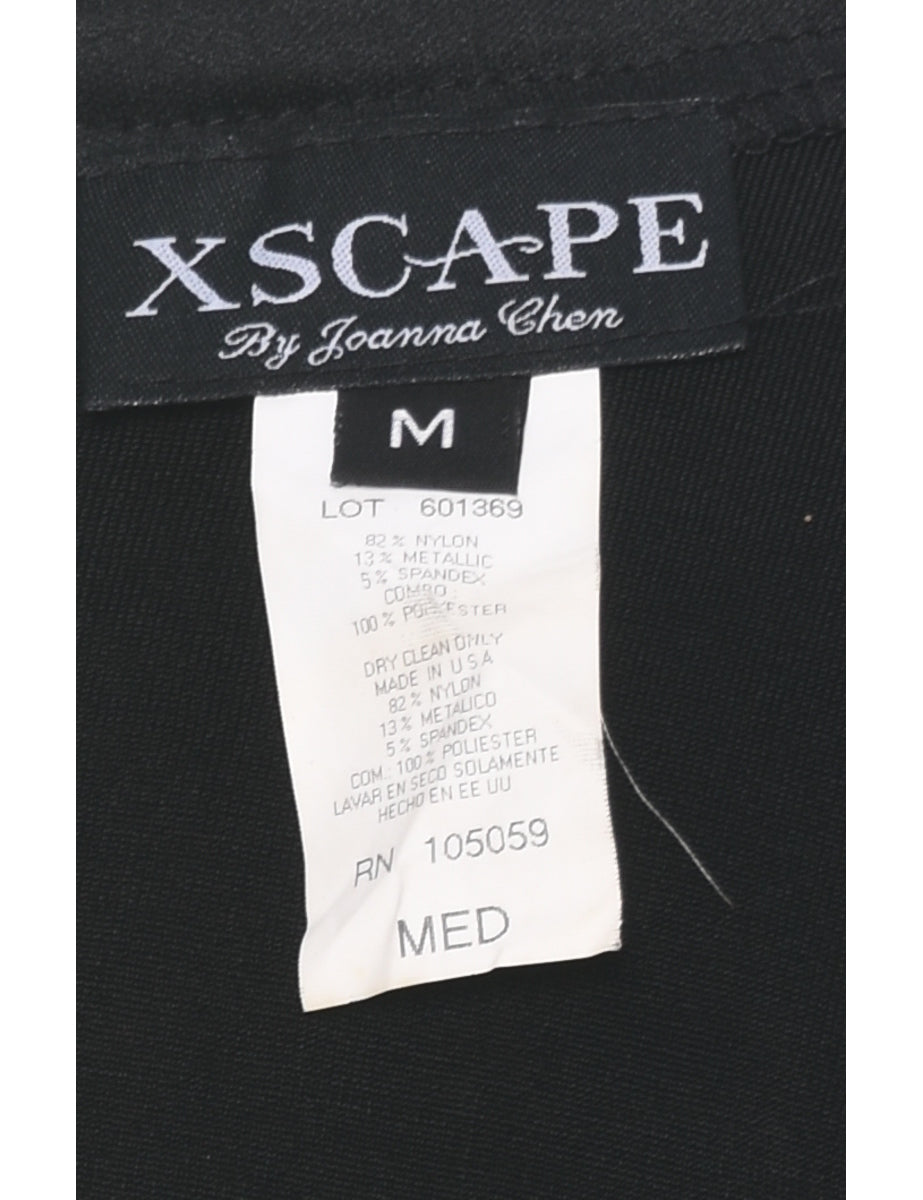 XSCAPE
By Joanna Chen
M
LOT 601369
82% NYLON
13% METALLIC
5% SPANDEX
COMBO
100% POLYESTER
DRY CLEAN ONLY
MADE IN U S A
82% NYLON
13% METALICO
5% SPANDEX
COM.: 100% POLIESTER
LAVAR EN SECO SOLAMENTE
HECHO EN EE UU
RN 105059
MED